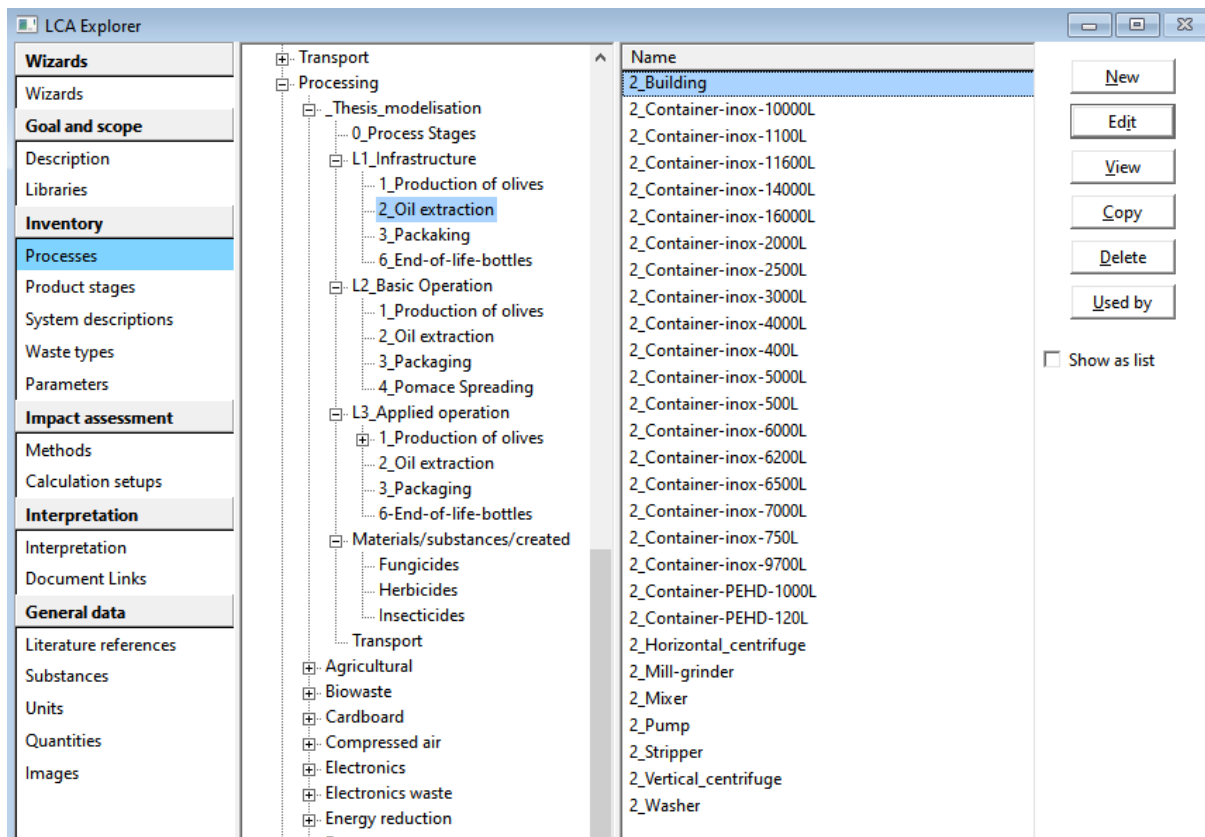 LCA Explorer
Wizards
Wizards
Goal and scope
Description
Libraries
Inventory
Processes
Product stages
System descriptions
Waste types
Parameters
Impact assessment
Methods
Calculation setups
Interpretation
Interpretation
Document Links
General data
Literature references
Substances
Units
Quantities
Images
Transport
Processing
_Thesis_modelisation
0_Process Stages
L1_Infrastructure
1_Production of olives
2_Oil extraction
3_Packaking
6_End-of-life-bottles
L2_Basic Operation
1_Production of olives
2_Oil extraction
3_Packaging
4_Pomace Spreading
L3_Applied operation
1_Production of olives
2_Oil extraction
3_Packaging
6-End-of-life-bottles
Materials/substances/created
Fungicides
Herbicides
Insecticides
Transport
Agricultural
Biowaste
Cardboard
Compressed air
Electronics
Electronics waste
Energy reduction
Name
2_Building
2_Container-inox-10000L
2_Container-inox-1100L
2_Container-inox-11600L
2_Container-inox-14000L
2_Container-inox-16000L
2_Container-inox-2000L
2_Container-inox-2500L
2_Container-inox-3000L
2_Container-inox-4000L
2_Container-inox-400L
2_Container-inox-5000L
2_Container-inox-500L
2_Container-inox-6000L
2_Container-inox-6200L
2_Container-inox-6500L
2_Container-inox-7000L
2_Container-inox-750L
2_Container-inox-9700L
2_Container-PEHD-1000L
2_Container-PEHD-120L
2_Horizontal_centrifuge
2_Mill-grinder
2_Mixer
2_Pump
2_Stripper
2_Vertical_centrifuge
2_Washer
New
Edit
View
Copy
Delete
Used by
Show as list